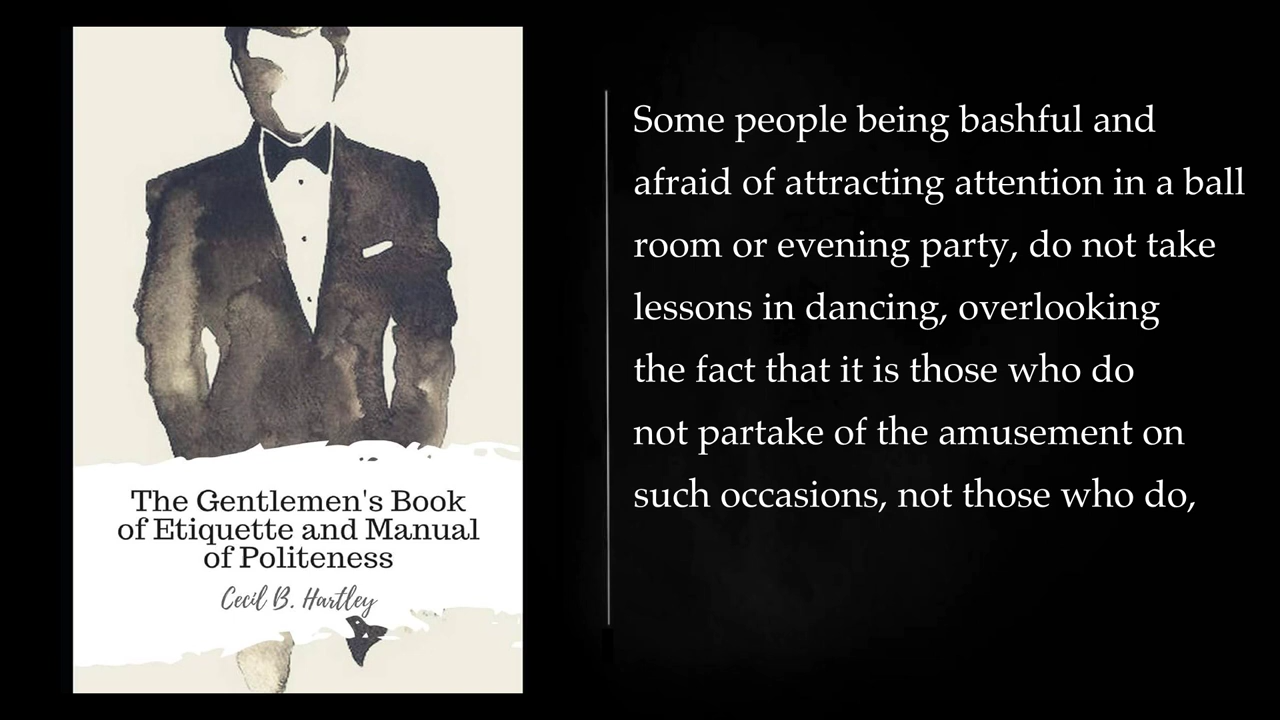 The Gentlemen's Book
of Etiquette and Manual
of Politeness
Cecil B. Hartley
Some people being bashful and
afraid of attracting attention in a ball
room or evening party, do not take
lessons in dancing, overlooking
the fact that it is those who do
not partake of the amusement on
such occasions, not those who do,